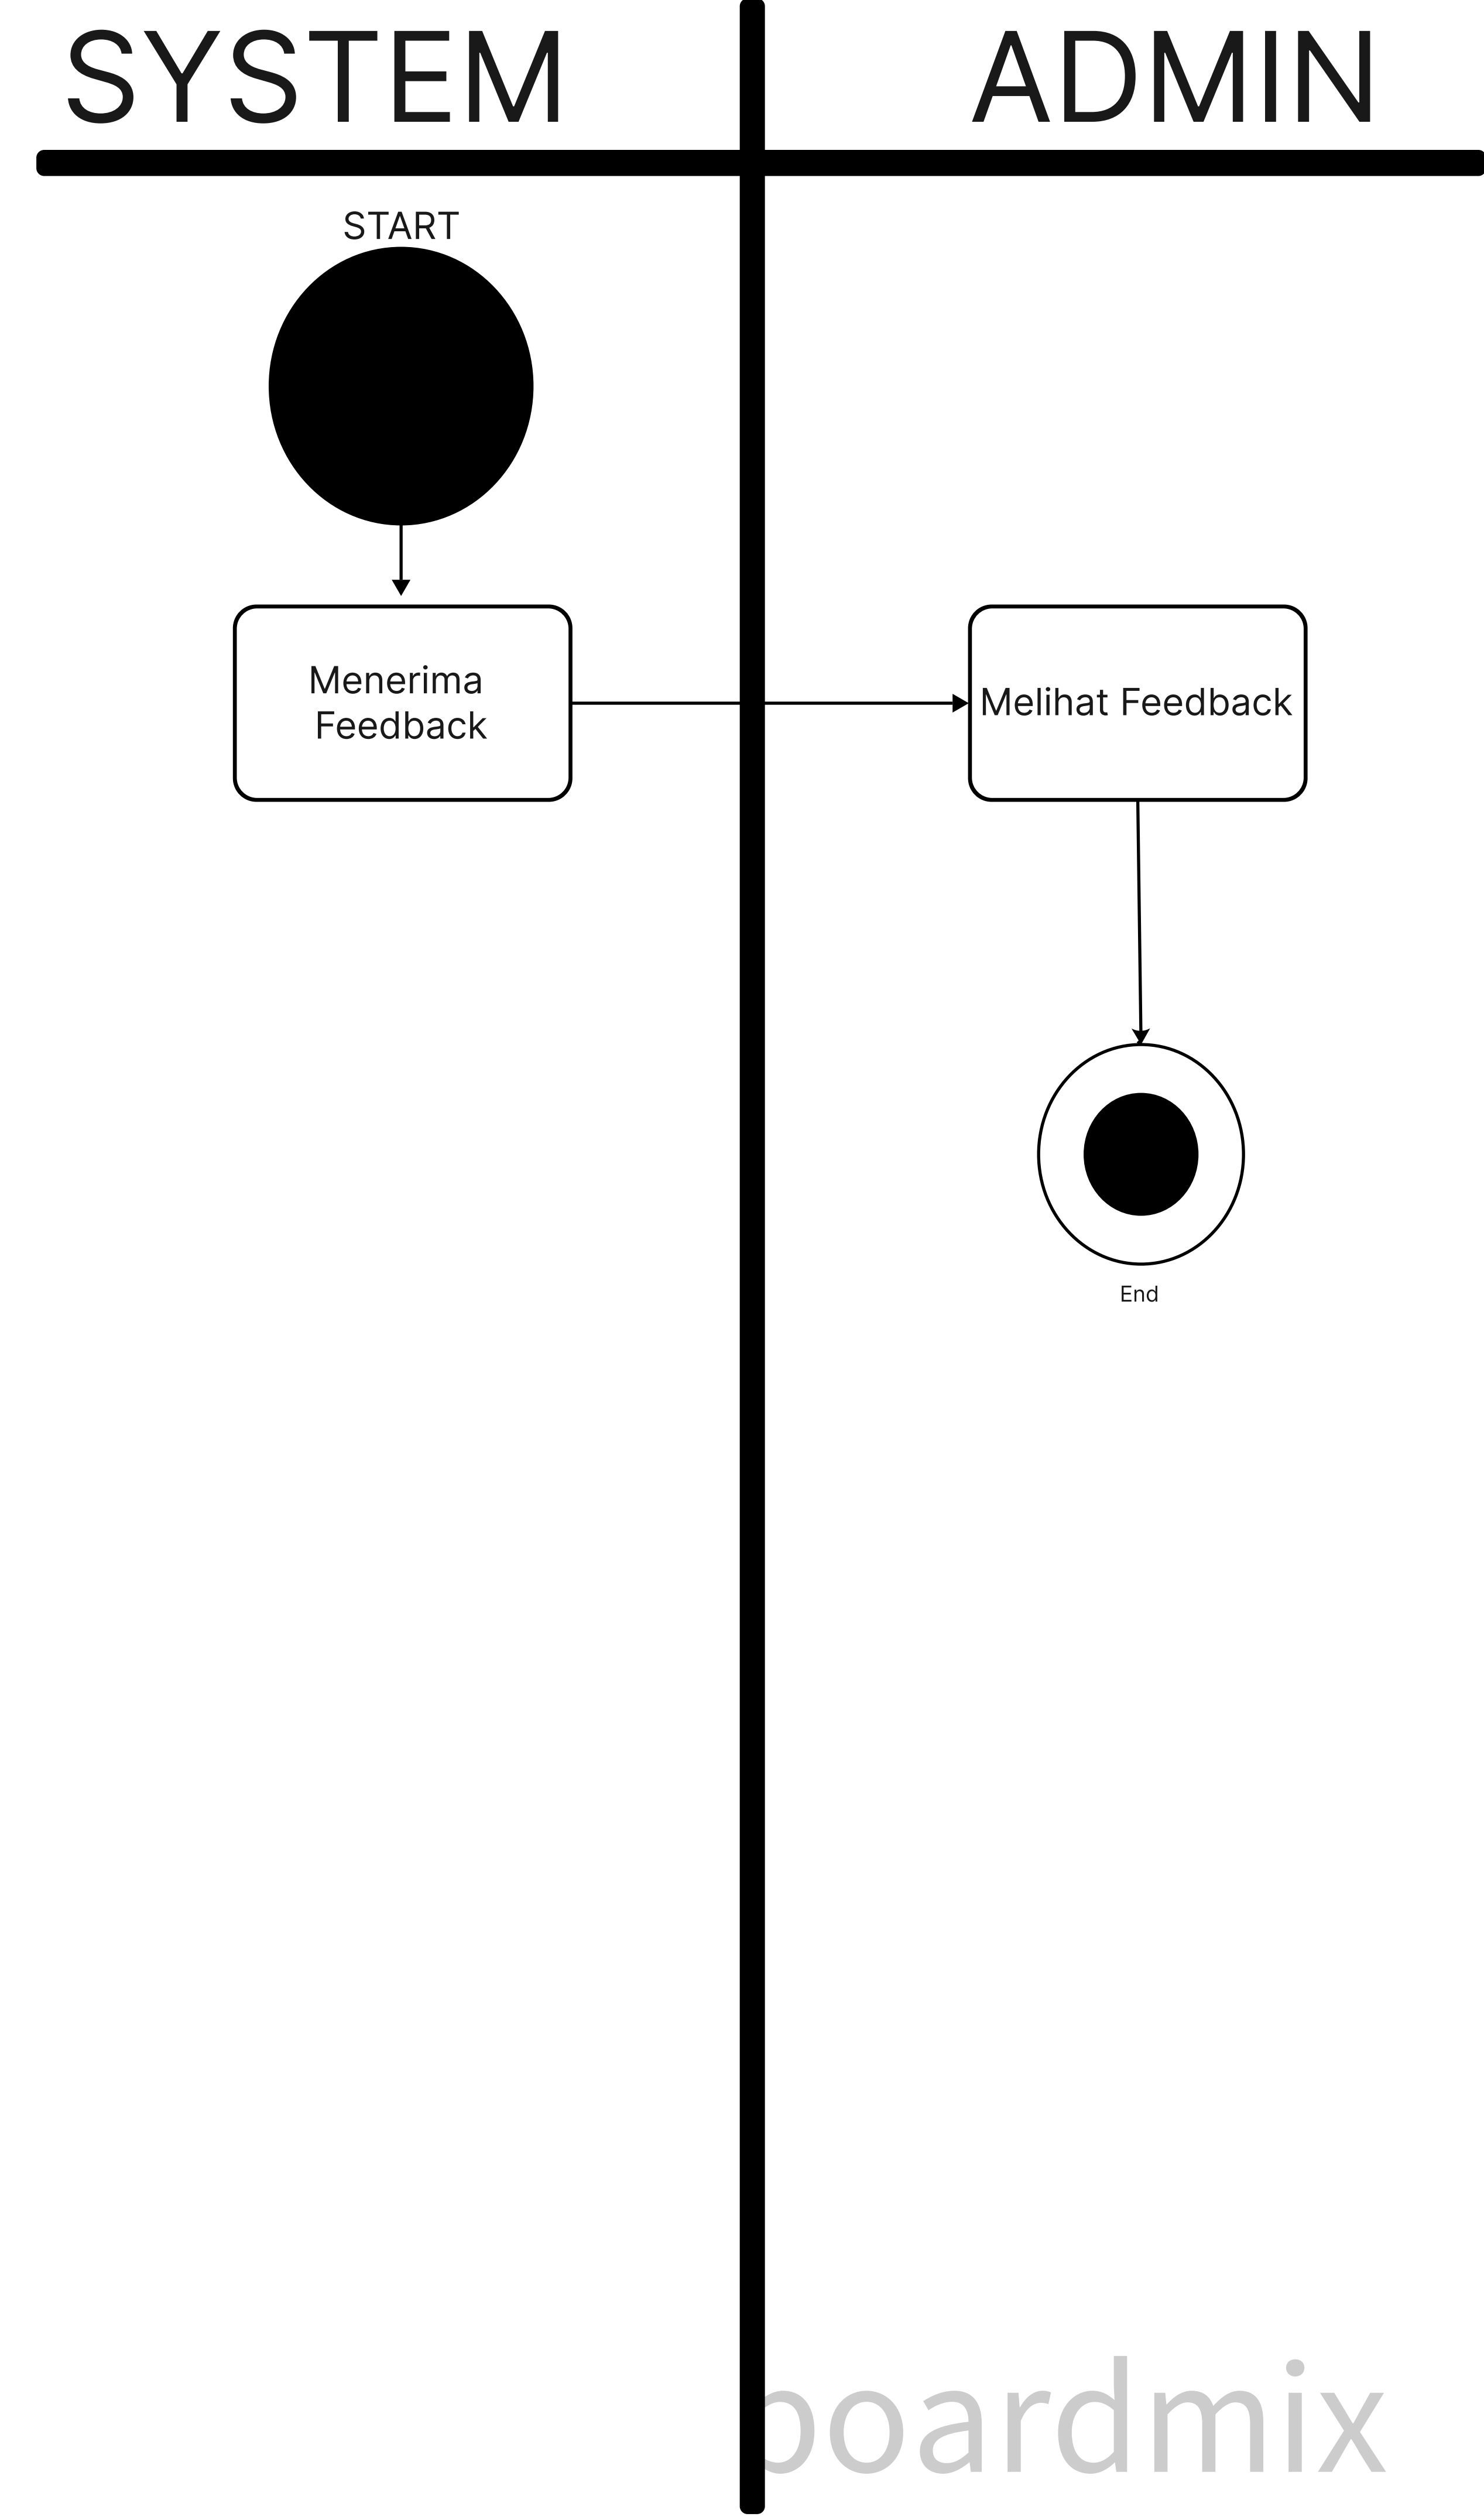 SYSTEM
ADMIN
START
Menerima
Feedback
Melihat Feedback
End
boardmix